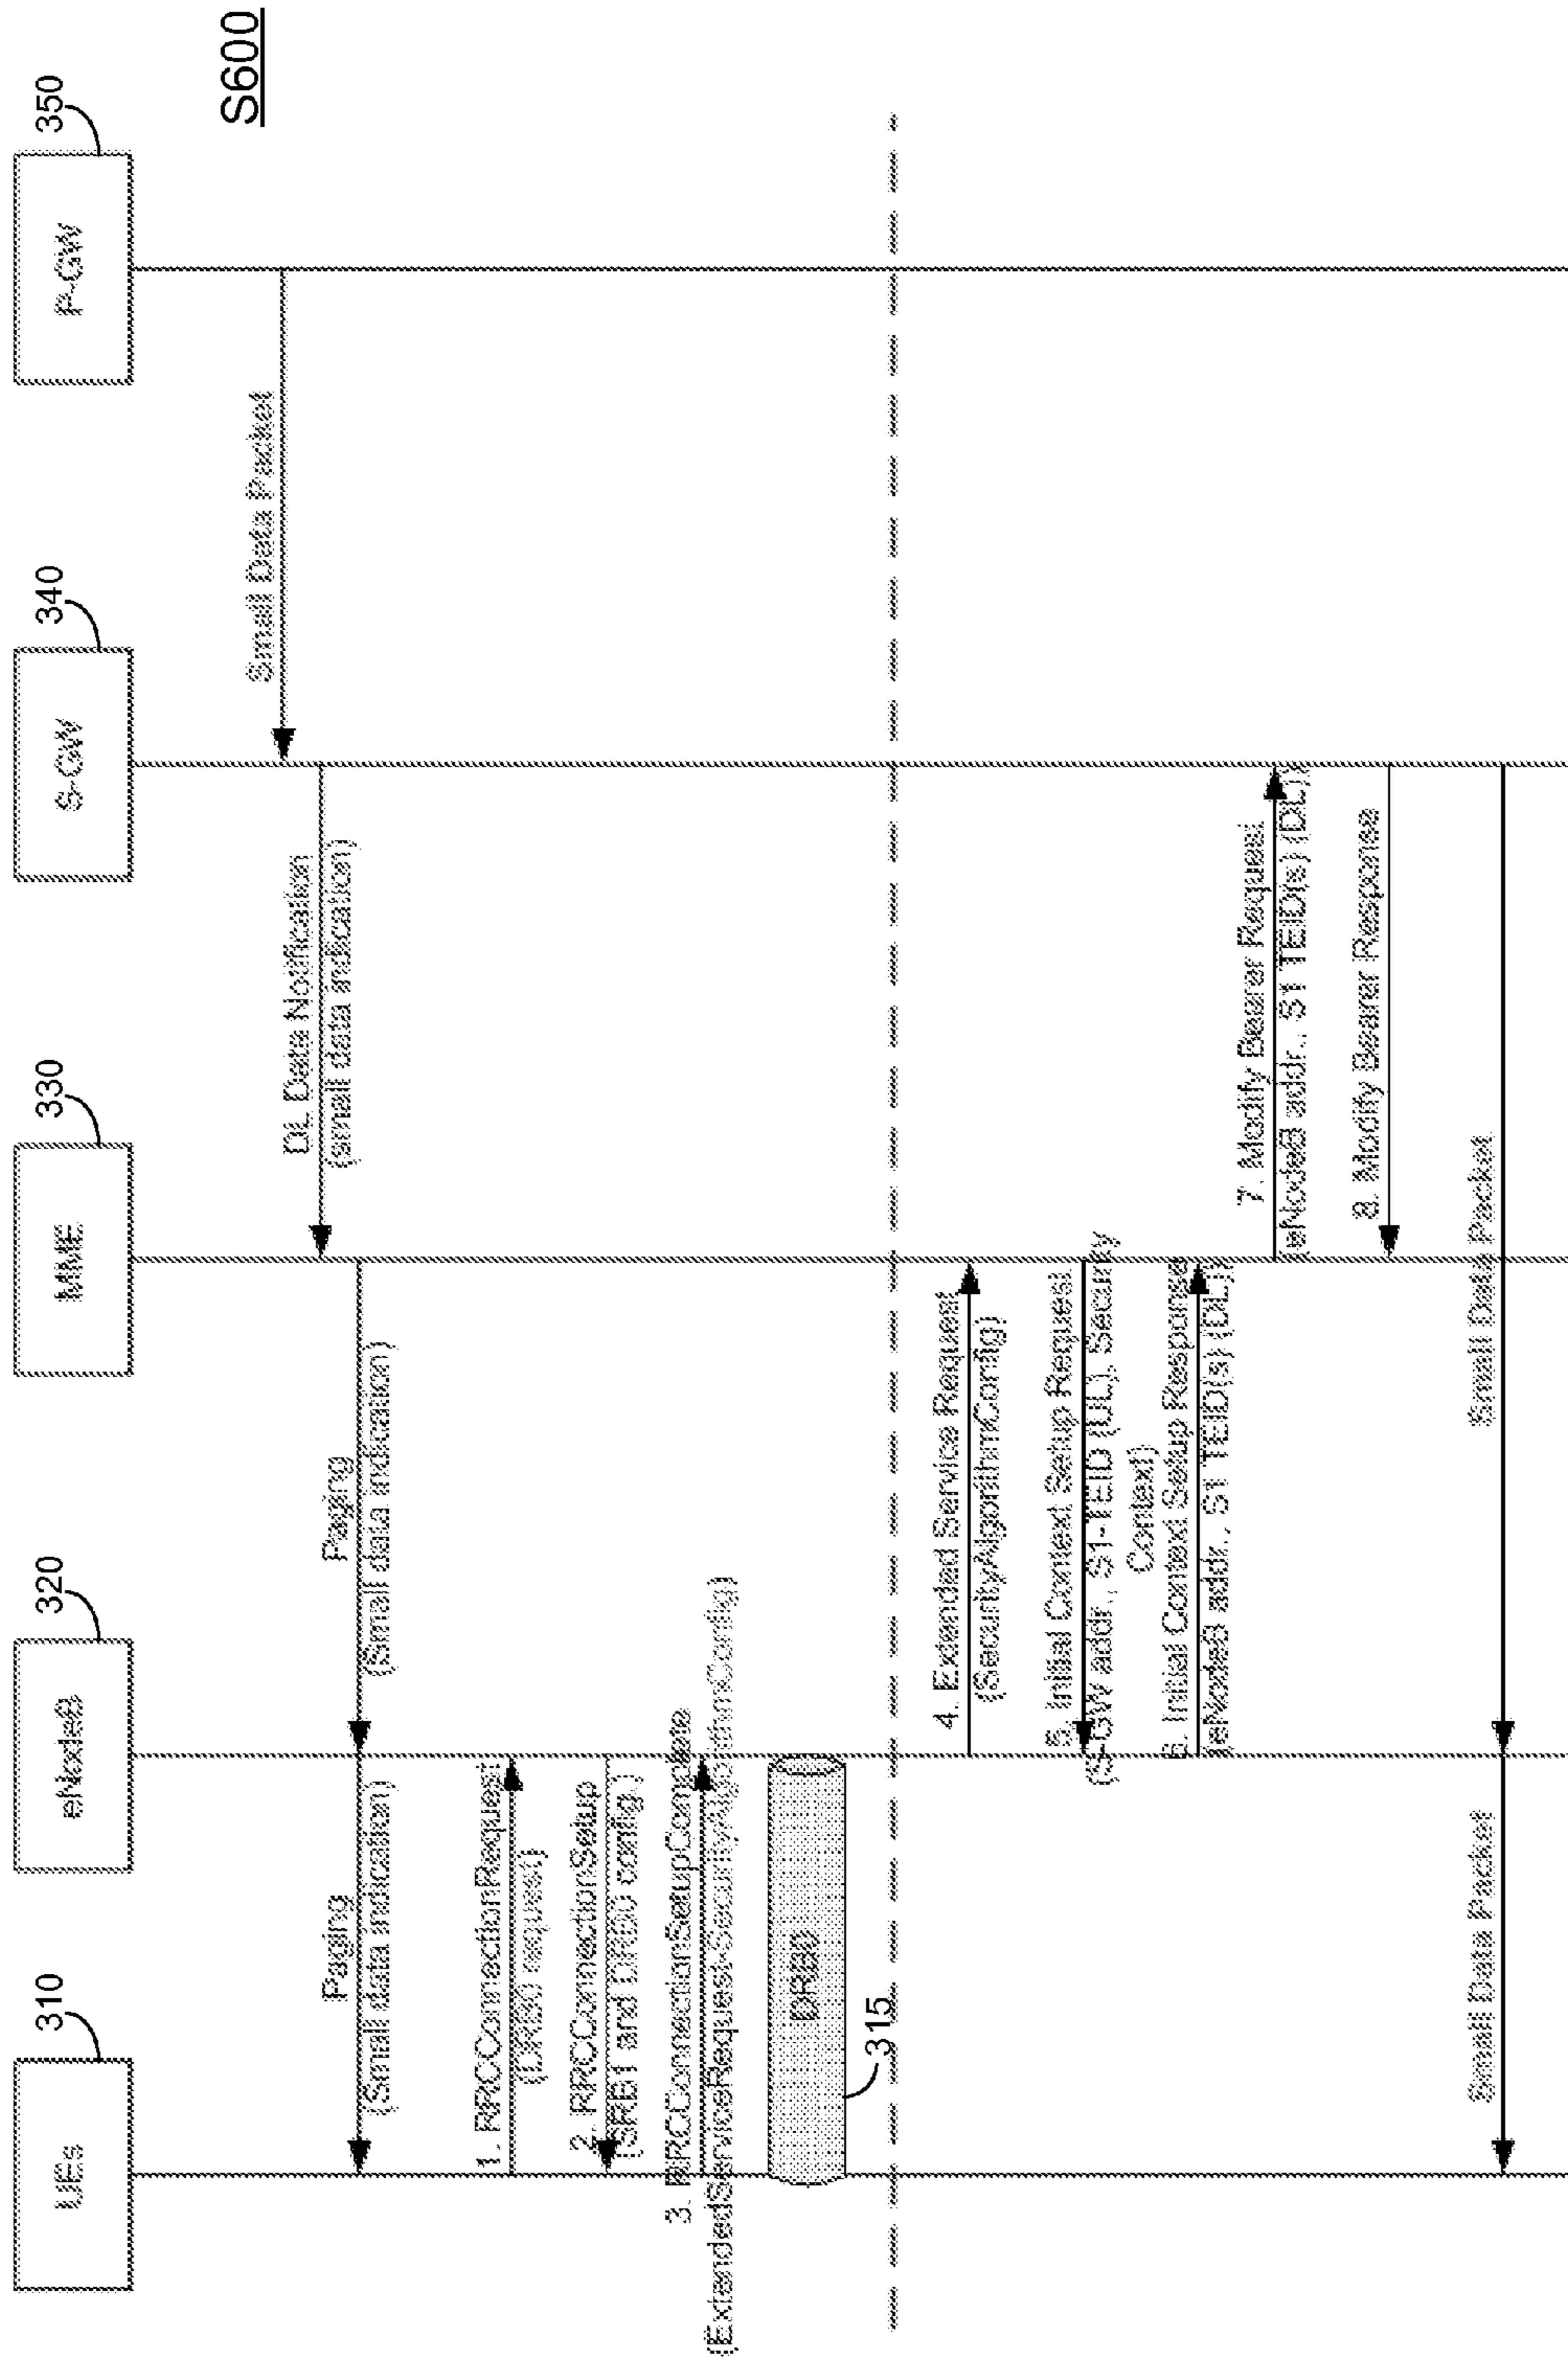 S600
310
320
330
340
350
UEs
eNodeB
MME
S-GW
P-GW
Small Data Packet
DL Data Notification
(small data indication)
Paging
(Small data indication)
Paging
(Small data indication)
1. RRCConnectionRequest
(DRB0 request)
2. RRCConnectionSetup
(SRB1 and DRB0 config.)
3. RRCConnectionSetupComplete
(ExtendedServiceRequest-SecurityAlgorithmConfig)
DRB0
315
4. Extended Service Request
(SecurityAlgorithmConfig)
5. Initial Context Setup Request
(S-GW addr., S1-TEID (UL), Security
Context)
6. Initial Context Setup Response
(eNodeB addr., S1 TEID(s) (DL))
7. Modify Bearer Request
(eNodeB addr., S1 TEID(s) (DL))
8. Modify Bearer Response
Small Data Packet
Small Data Packet